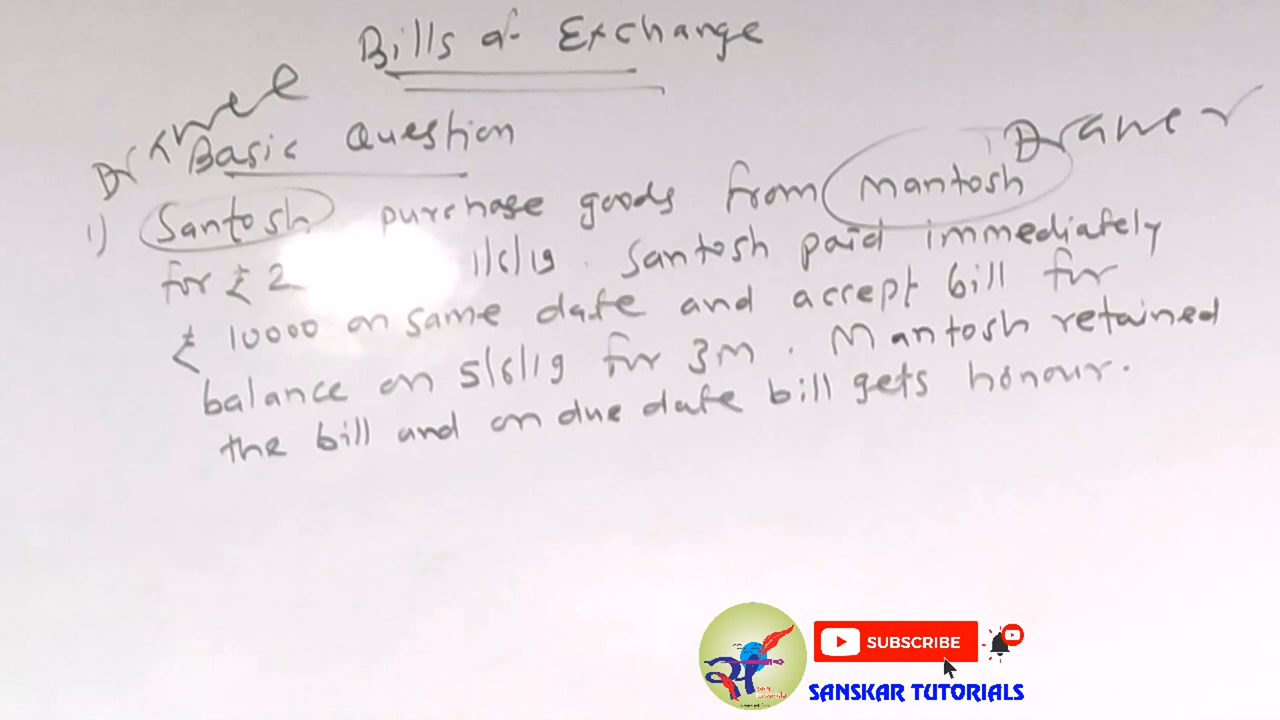 Bills of Exchange
Drawee
Basic Question
Drawer
1) Santosh purchase goods from Mantosh
for ₹ 2 1/6/19. Santosh paid immediately
₹ 10000 on same date and accept bill for
balance on 5/6/19 for 3M. Mantosh retained
the bill and on due date bill gets honour.
SUBSCRIBE
SANSKAR TUTORIALS